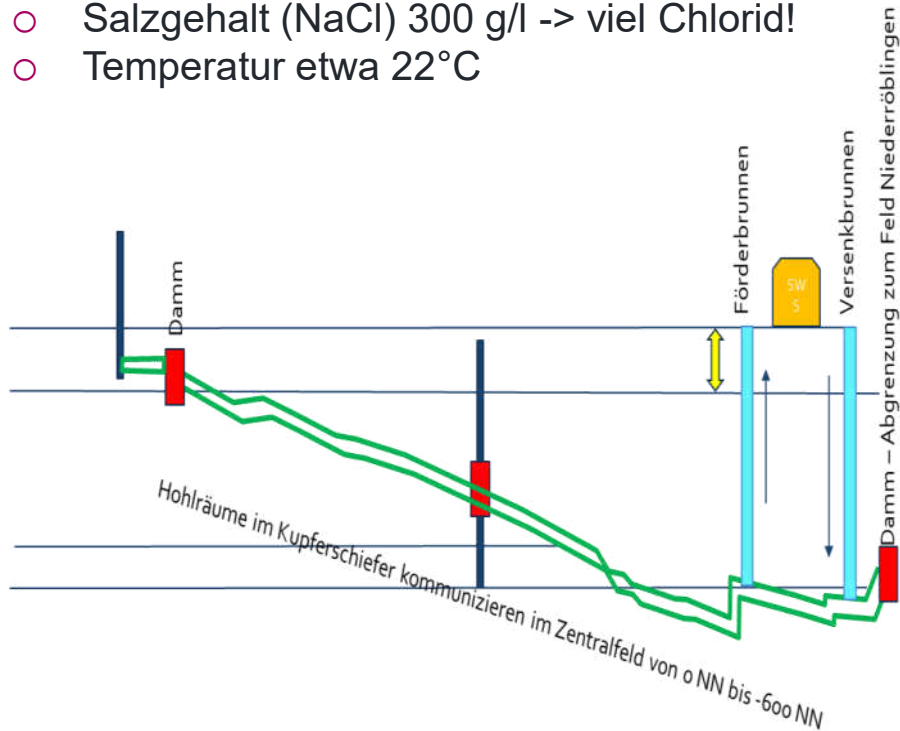 Salzgehalt (NaCl) 300 g/l -> viel Chlorid!
Temperatur etwa 22°C
Damm
Förderbrunnen
SW
S
Versenkbrunnen
Damm – Abgrenzung zum Feld Niederröblingen
Hohlräume im Kupferschiefer kommunizieren im Zentralfeld von 0 NN bis -600 NN